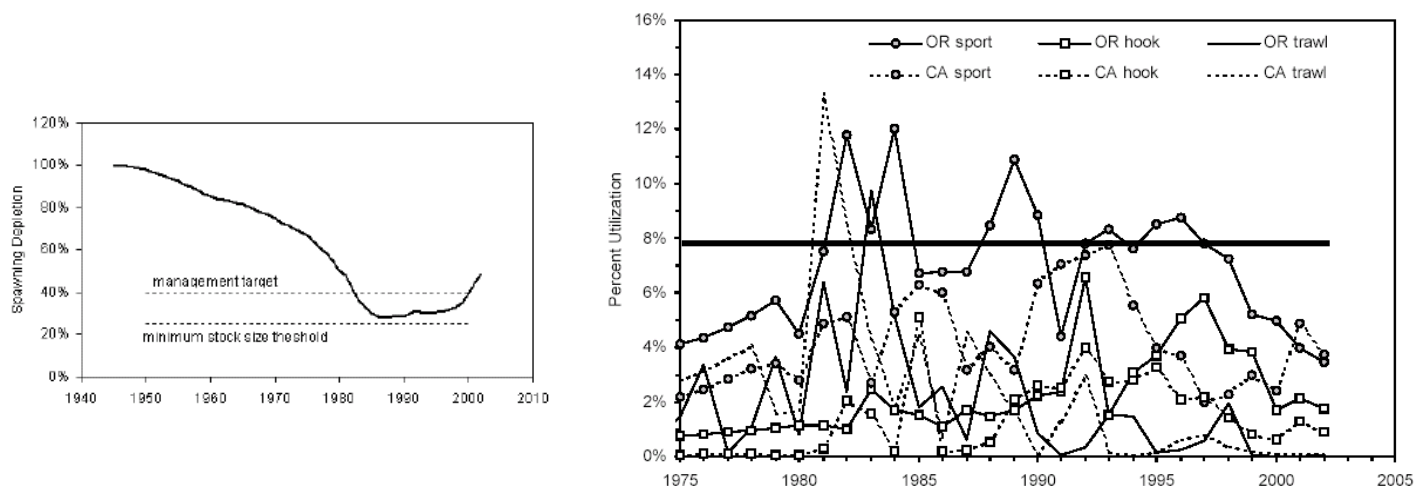 120%
100%
80%
60%
40%
20%
0%
Spawning Depletion
management target
minimum stock size theshold
1940 1950 1960 1970 1980 1990 2000 2010
16%
14%
12%
10%
8%
6%
4%
2%
0%
Percent Utilization
OR sport OR hook OR trawl
CA sport CA hook CA trawl
1975 1980 1985 1990 1995 2000 2005